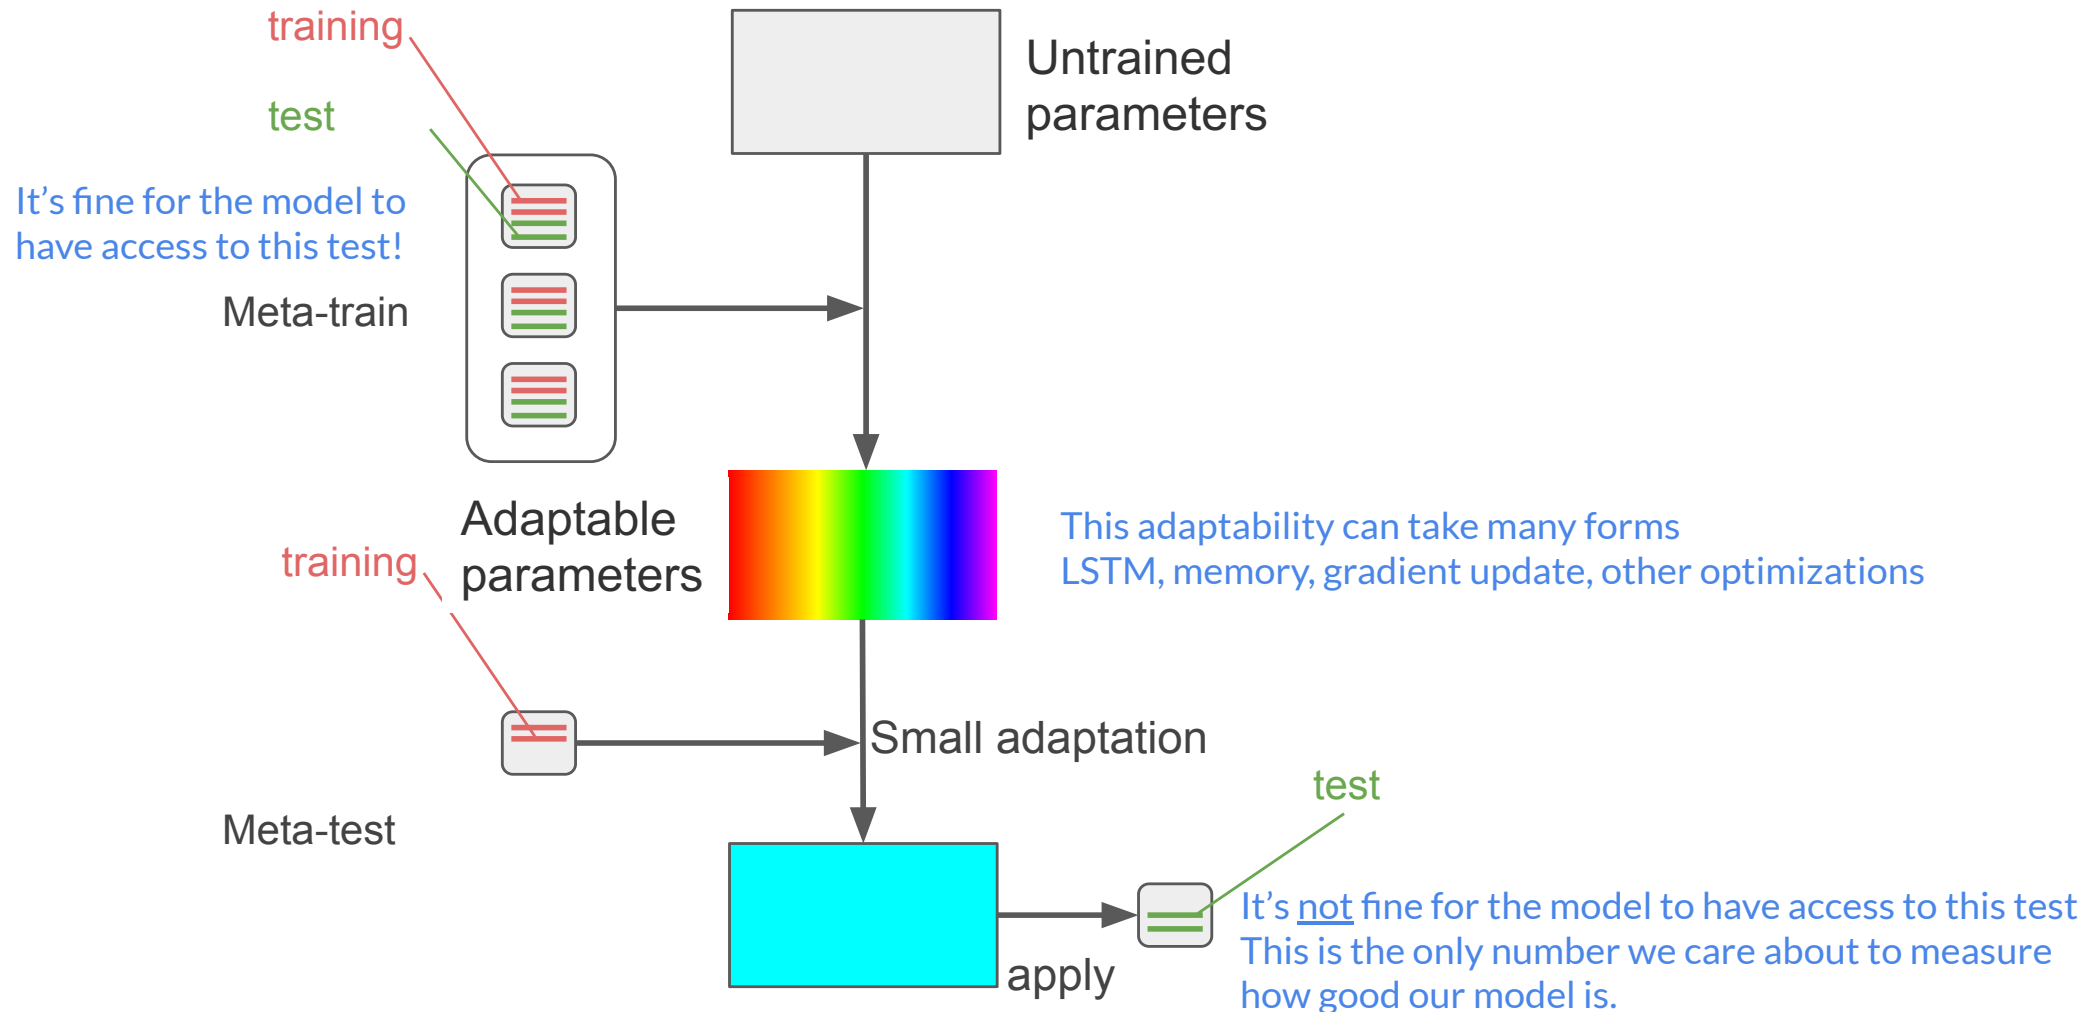 training
Untrained
parameters
test
It’s fine for the model to
have access to this test!
Meta-train
Adaptable
parameters
This adaptability can take many forms
LSTM, memory, gradient update, other optimizations
training
Small adaptation
test
Meta-test
It’s not fine for the model to have access to this test
This is the only number we care about to measure
how good our model is.
apply